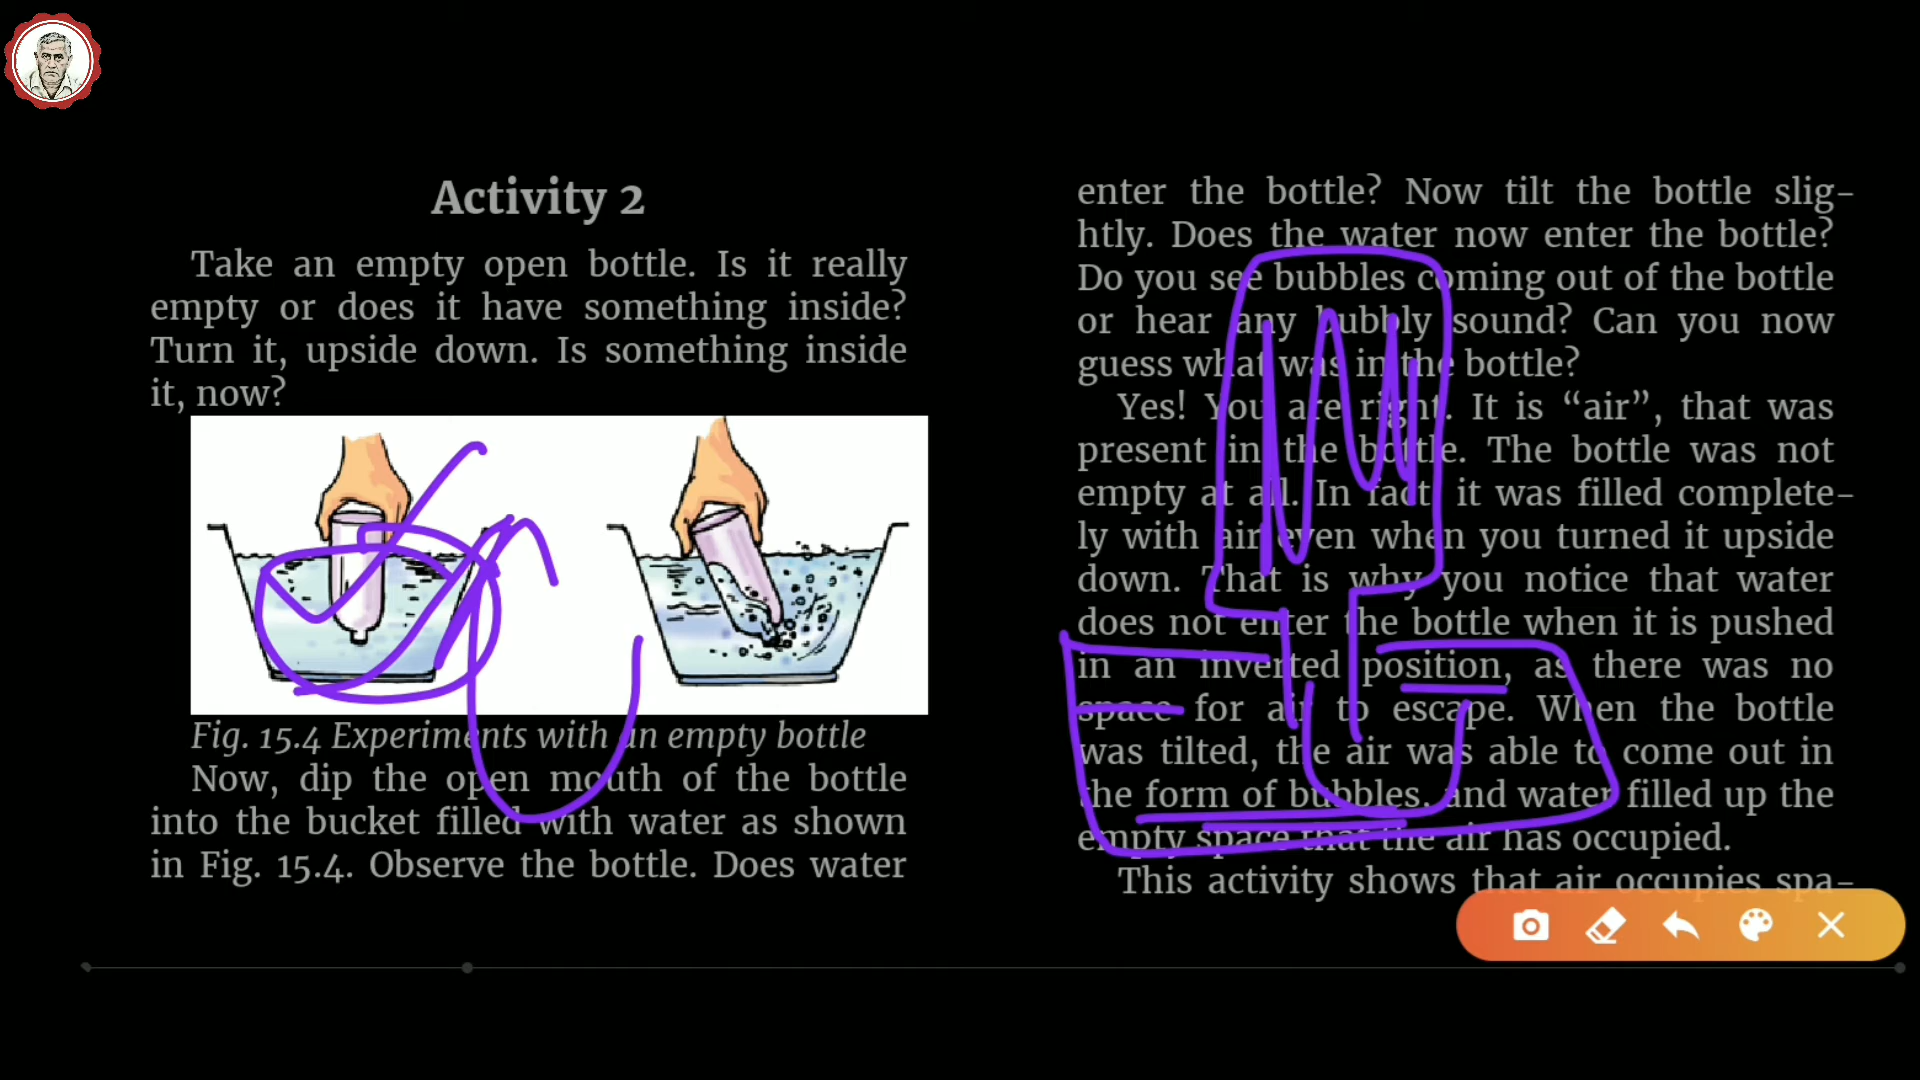 Activity 2
Take an empty open bottle. Is it really
empty or does it have something inside?
Turn it, upside down. Is something inside
it, now?
Fig. 15.4 Experiments with an empty bottle
Now, dip the open mouth of the bottle
into the bucket filled with water as shown
in Fig. 15.4. Observe the bottle. Does water
enter the bottle? Now tilt the bottle slig-
htly. Does the water now enter the bottle?
Do you see bubbles coming out of the bottle
or hear any bubbly sound? Can you now
guess what was in the bottle?
Yes! You are right. It is “air”, that was
present in the bottle. The bottle was not
empty at all. In fact, it was filled complete-
ly with air even when you turned it upside
down. That is why you notice that water
does not enter the bottle when it is pushed
in an inverted position, as there was no
space for air to escape. When the bottle
was tilted, the air was able to come out in
the form of bubbles, and water filled up the
empty space that the air has occupied.
This activity shows that air occupies spa-